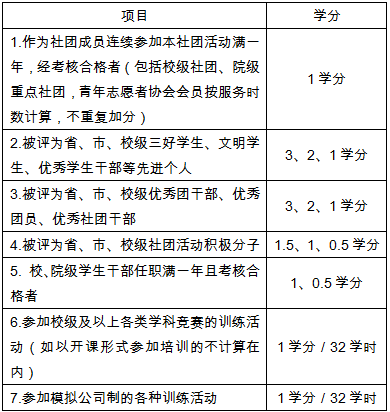 项目 学分
1.作为社团成员连续参加本社团活动满一
年，经考核合格者（包括校级社团、院级
重点社团，青年志愿者协会会员按服务时
数计算，不重复加分）
1 学分
2.被评为省、市、校级三好学生、文明学
生、优秀学生干部等先进个人
3、2、1 学分
3.被评为省、市、校级优秀团干部、优秀
团员、优秀社团干部
3、2、1 学分
4.被评为省、市、校级社团活动积极分子 1.5、1、0.5 学分
5. 校、院级学生干部任职满一年且考核合
格者
1、0.5 学分
6.参加校级及以上各类学科竞赛的训练活
动（如以开课形式参加培训的不计算在
内）
1 学分／32 学时
7.参加模拟公司制的各种训练活动 1 学分／32 学时